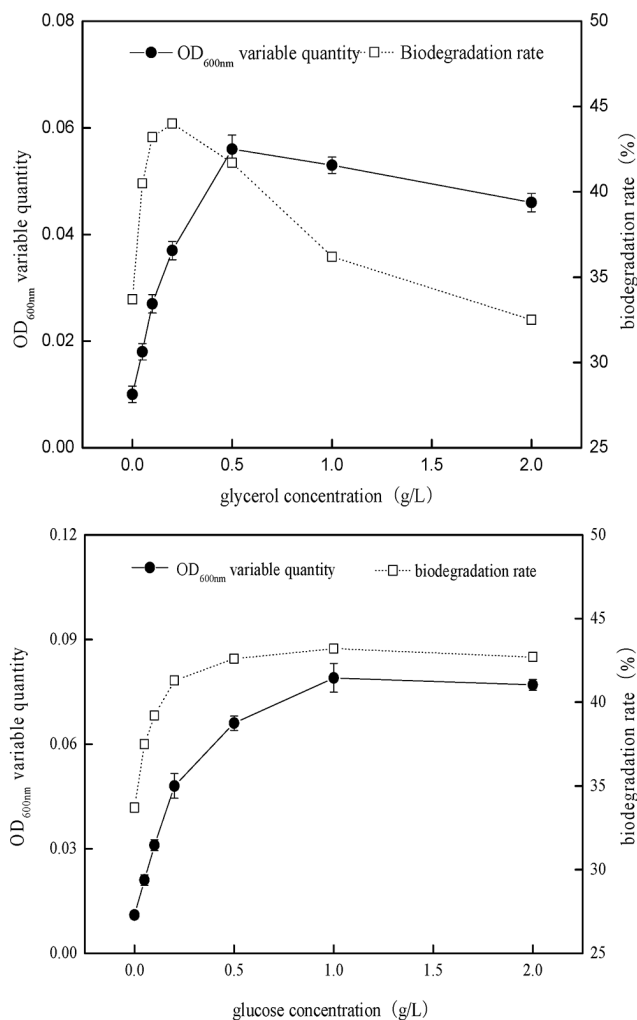 OD600nm variable quantity
Biodegradation rate
0.08
0.06
0.04
0.02
0.00
OD600nm variable quantity
50
45
40
35
30
25
biodegradation rate (%)
0.0 0.5 1.0 1.5 2.0
glycerol concentration (g/L)
OD600nm variable quantity
biodegradation rate
0.12
0.09
0.06
0.03
0.00
OD600nm variable quantity
50
45
40
35
30
25
biodegradation rate (%)
0.0 0.5 1.0 1.5 2.0
glucose concentration (g/L)